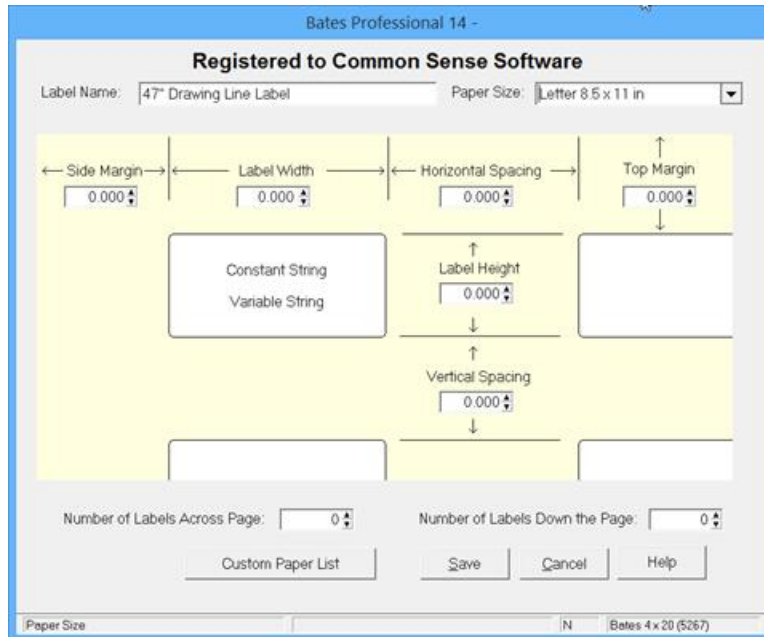 Bates Professional 14 -
Registered to Common Sense Software
Label Name: 47" Drawing Line Label Paper Size: Letter 8.5 x 11 in
Side Margin Label Width Horizontal Spacing Top Margin
0.000 0.000 0.000 0.000
Constant String
Variable String
Label Height
0.000
Vertical Spacing
0.000
Number of Labels Across Page: 0 Number of Labels Down the Page: 0
Custom Paper List Save Cancel Help
Paper Size N Bates 4 x 20 (5267)